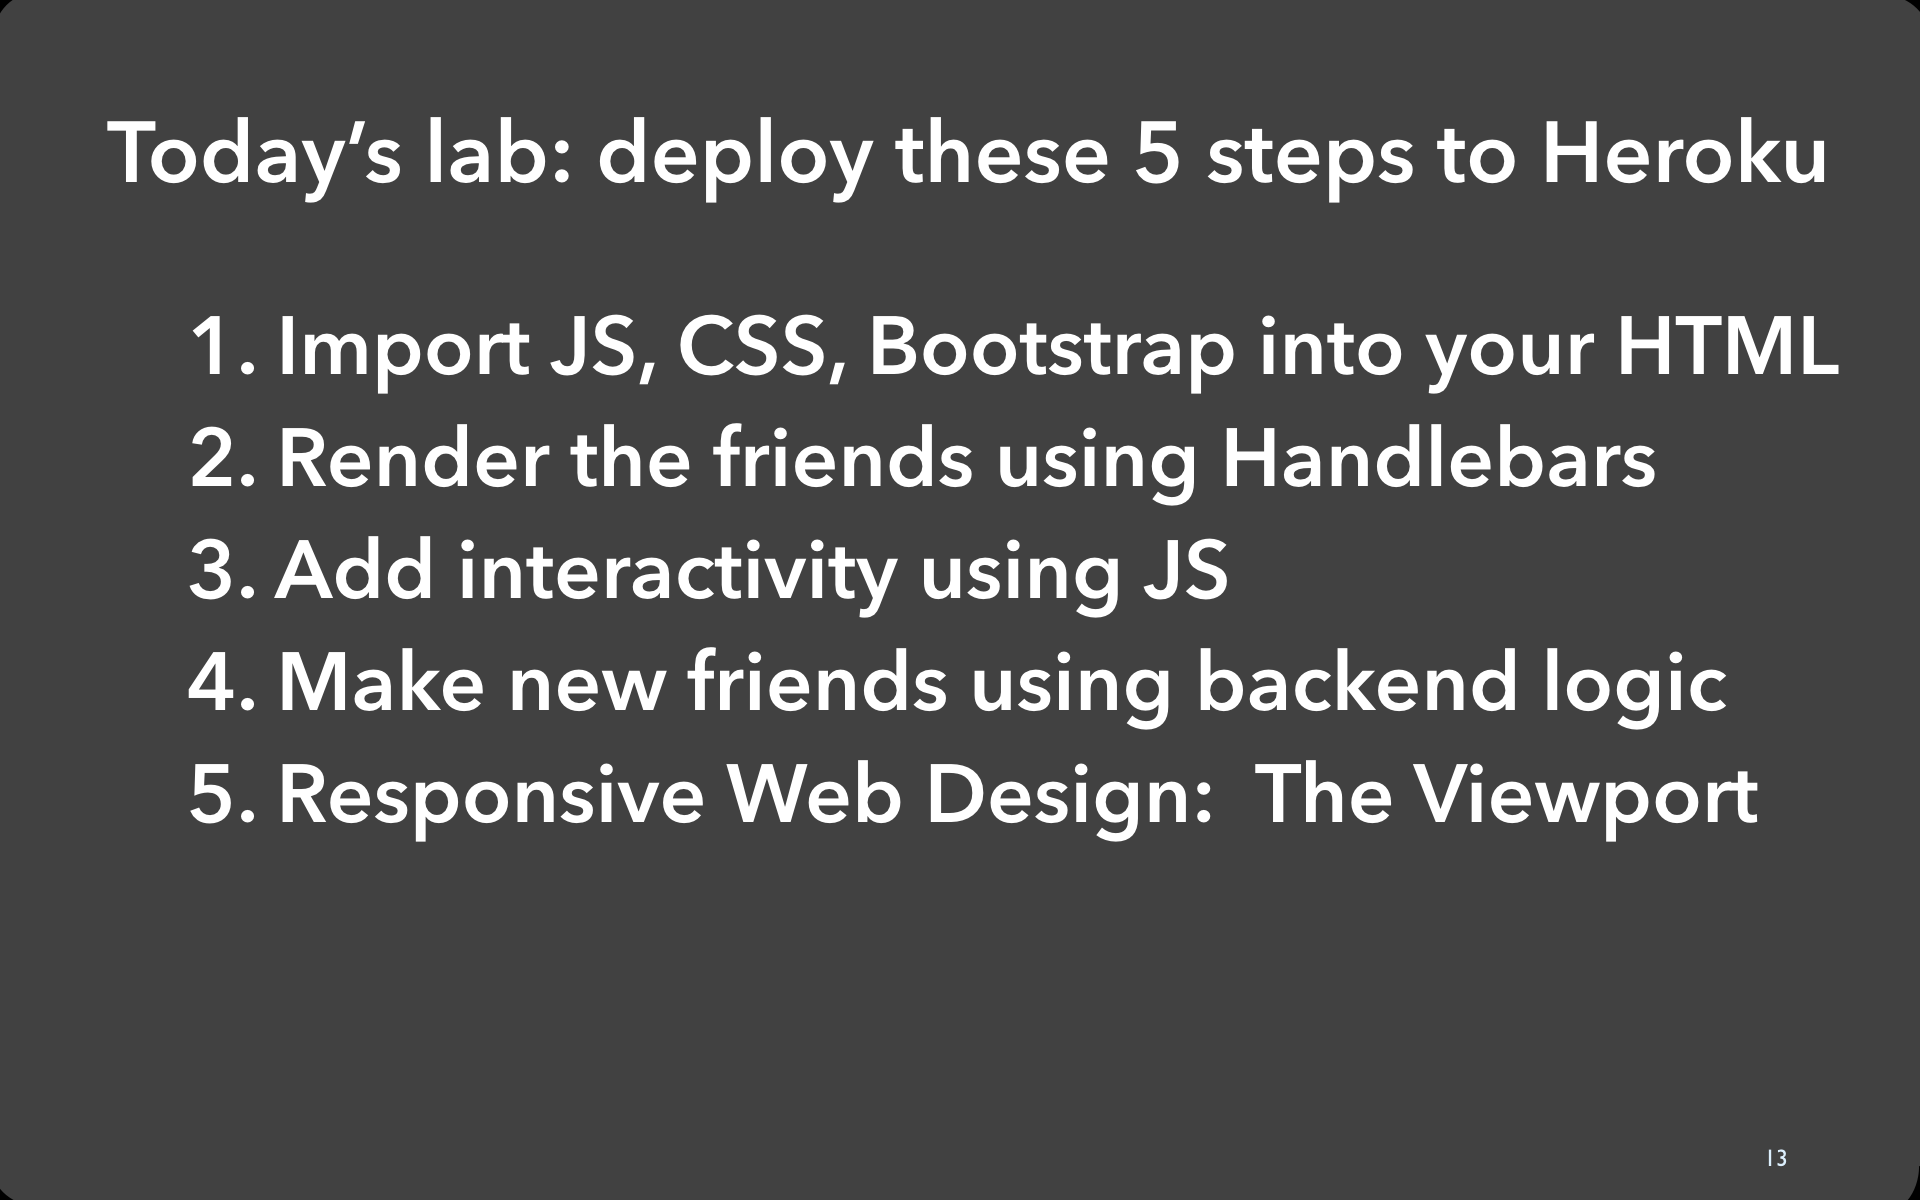 Today’s lab: deploy these 5 steps to Heroku
1. Import JS, CSS, Bootstrap into your HTML
2. Render the friends using Handlebars
3. Add interactivity using JS
4. Make new friends using backend logic
5. Responsive Web Design:  The Viewport
13